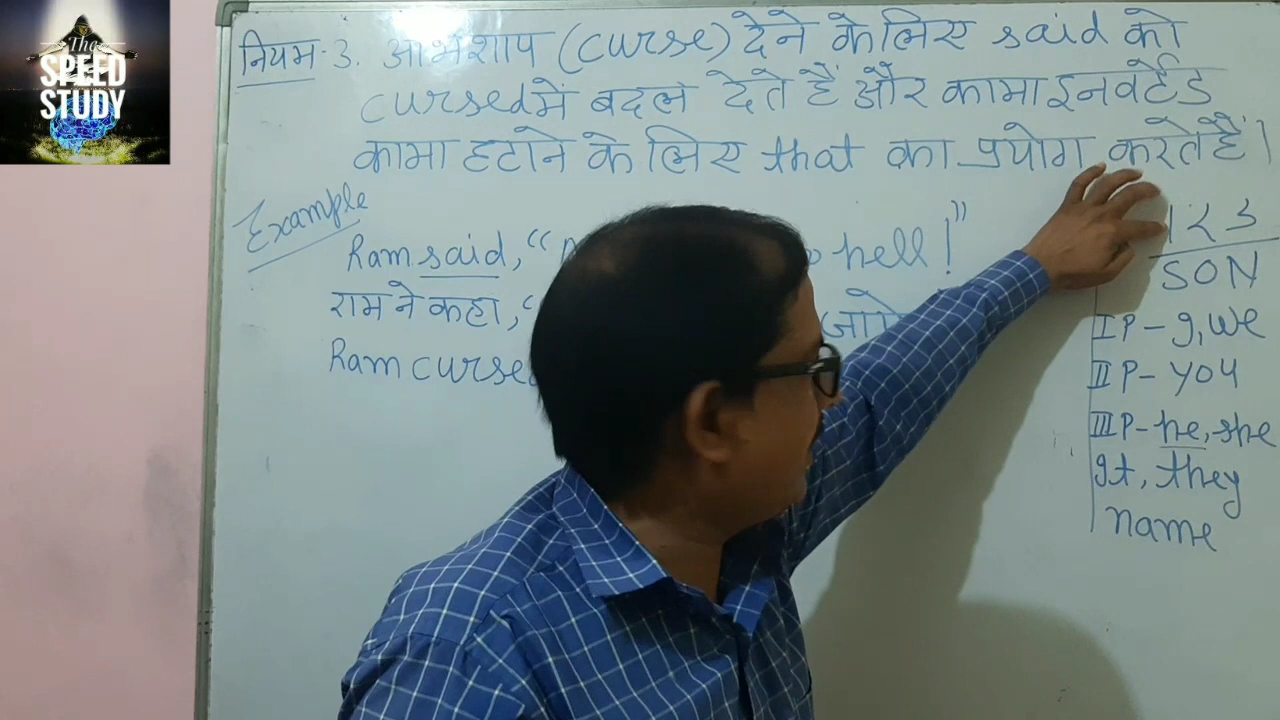 The
SPEED
STUDY
नियम- 3. अभिशाप (curse) देने के लिए said को
cursed में बदल देते हैं और कामा इनवर्टेड
कामा हटाने के लिए that का प्रयोग करते हैं।
Example
Ram said, “ hell!”
राम ने कहा, “
Ram
1 2 3
SON
I P - I, we
II P - you
III P - he, she
It, they
name